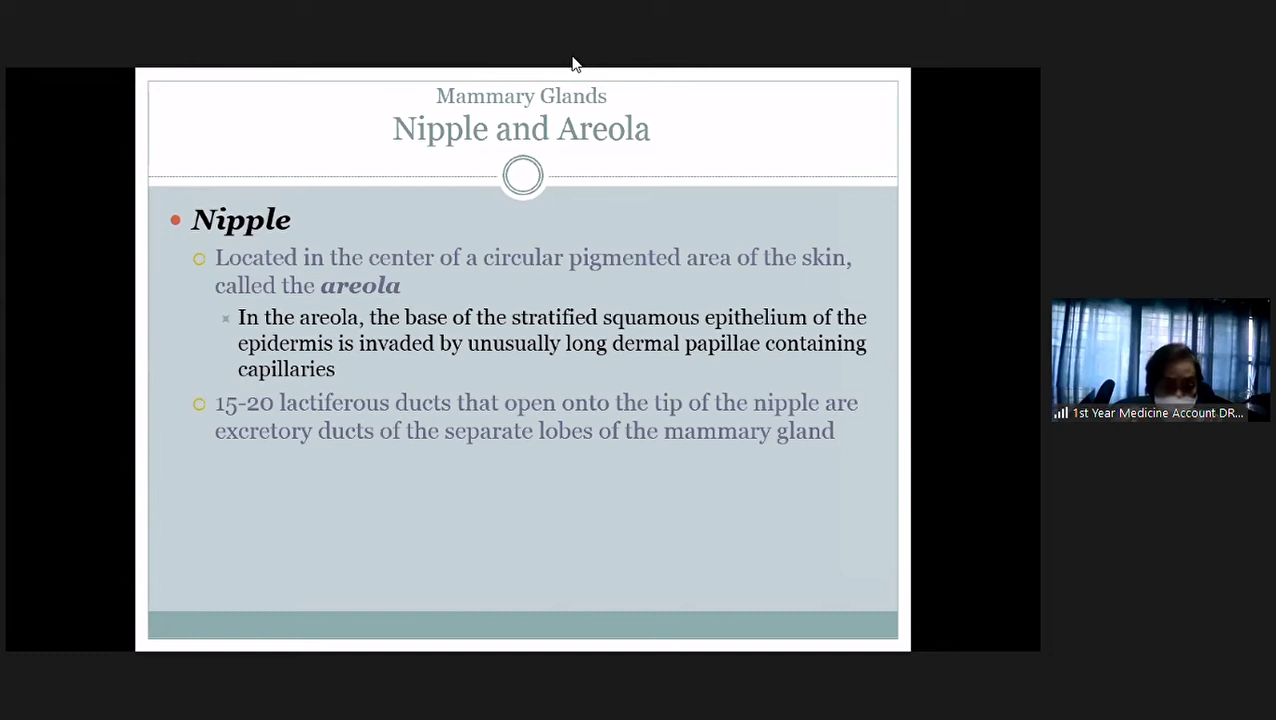 Mammary Glands
Nipple and Areola
Nipple
Located in the center of a circular pigmented area of the skin,
called the areola
In the areola, the base of the stratified squamous epithelium of the
epidermis is invaded by unusually long dermal papillae containing
capillaries
15-20 lactiferous ducts that open onto the tip of the nipple are
excretory ducts of the separate lobes of the mammary gland
1st Year Medicine Account DR...